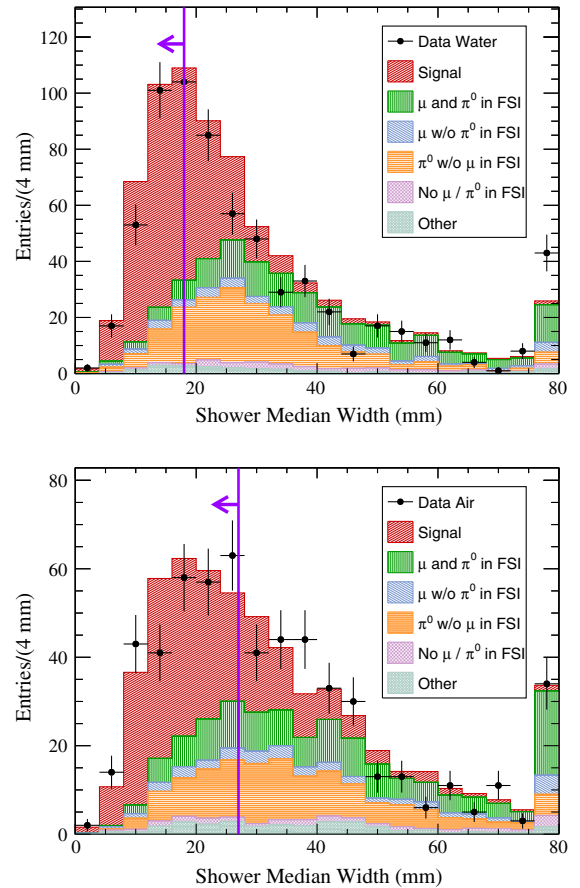 120
100
80
60
40
20
0
Entries/(4 mm)
Data Water
Signal
μ and π⁰ in FSI
μ w/o π⁰ in FSI
π⁰ w/o μ in FSI
No μ / π⁰ in FSI
Other
0 20 40 60 80
Shower Median Width (mm)
80
60
40
20
0
Entries/(4 mm)
Data Air
Signal
μ and π⁰ in FSI
μ w/o π⁰ in FSI
π⁰ w/o μ in FSI
No μ / π⁰ in FSI
Other
0 20 40 60 80
Shower Median Width (mm)